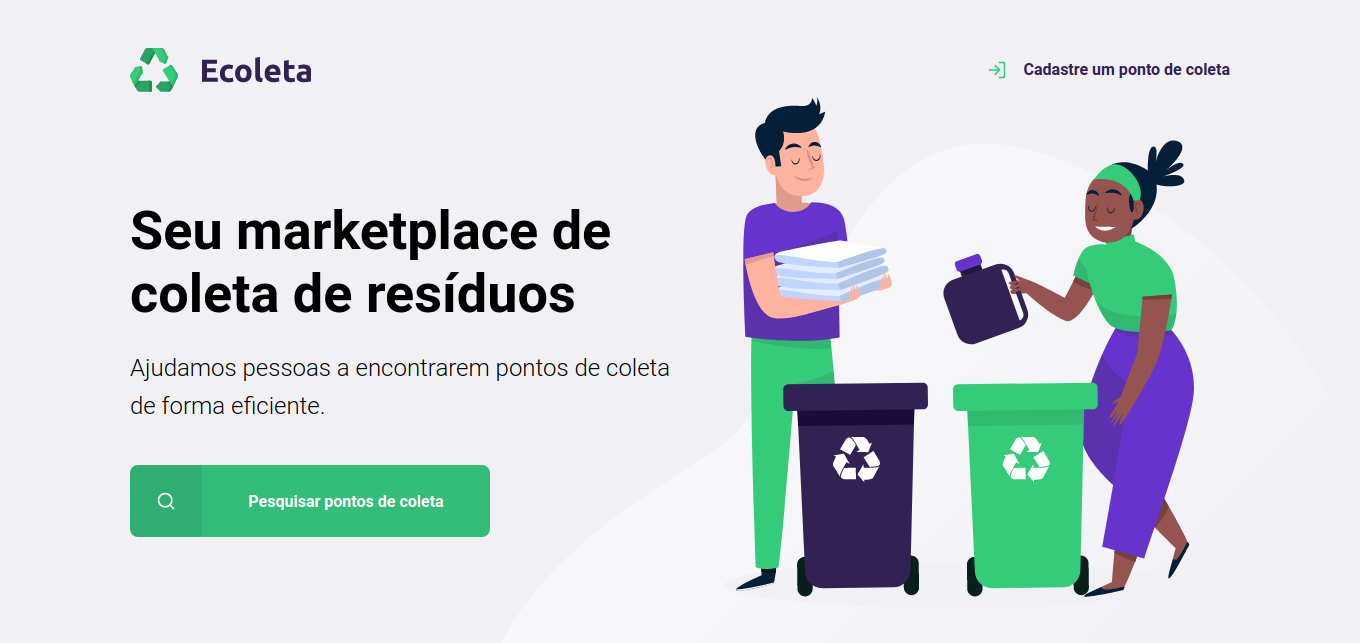 Ecoleta
Cadastre um ponto de coleta
Seu marketplace de
coleta de resíduos
Ajudamos pessoas a encontrarem pontos de coleta
de forma eficiente.
Pesquisar pontos de coleta